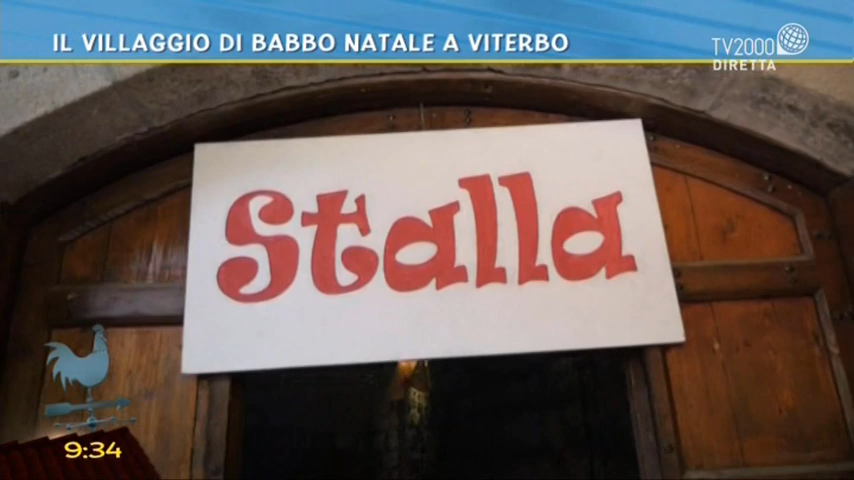 IL VILLAGGIO DI BABBO NATALE A VITERBO
TV2000
DIRETTA
Stalla
9:34